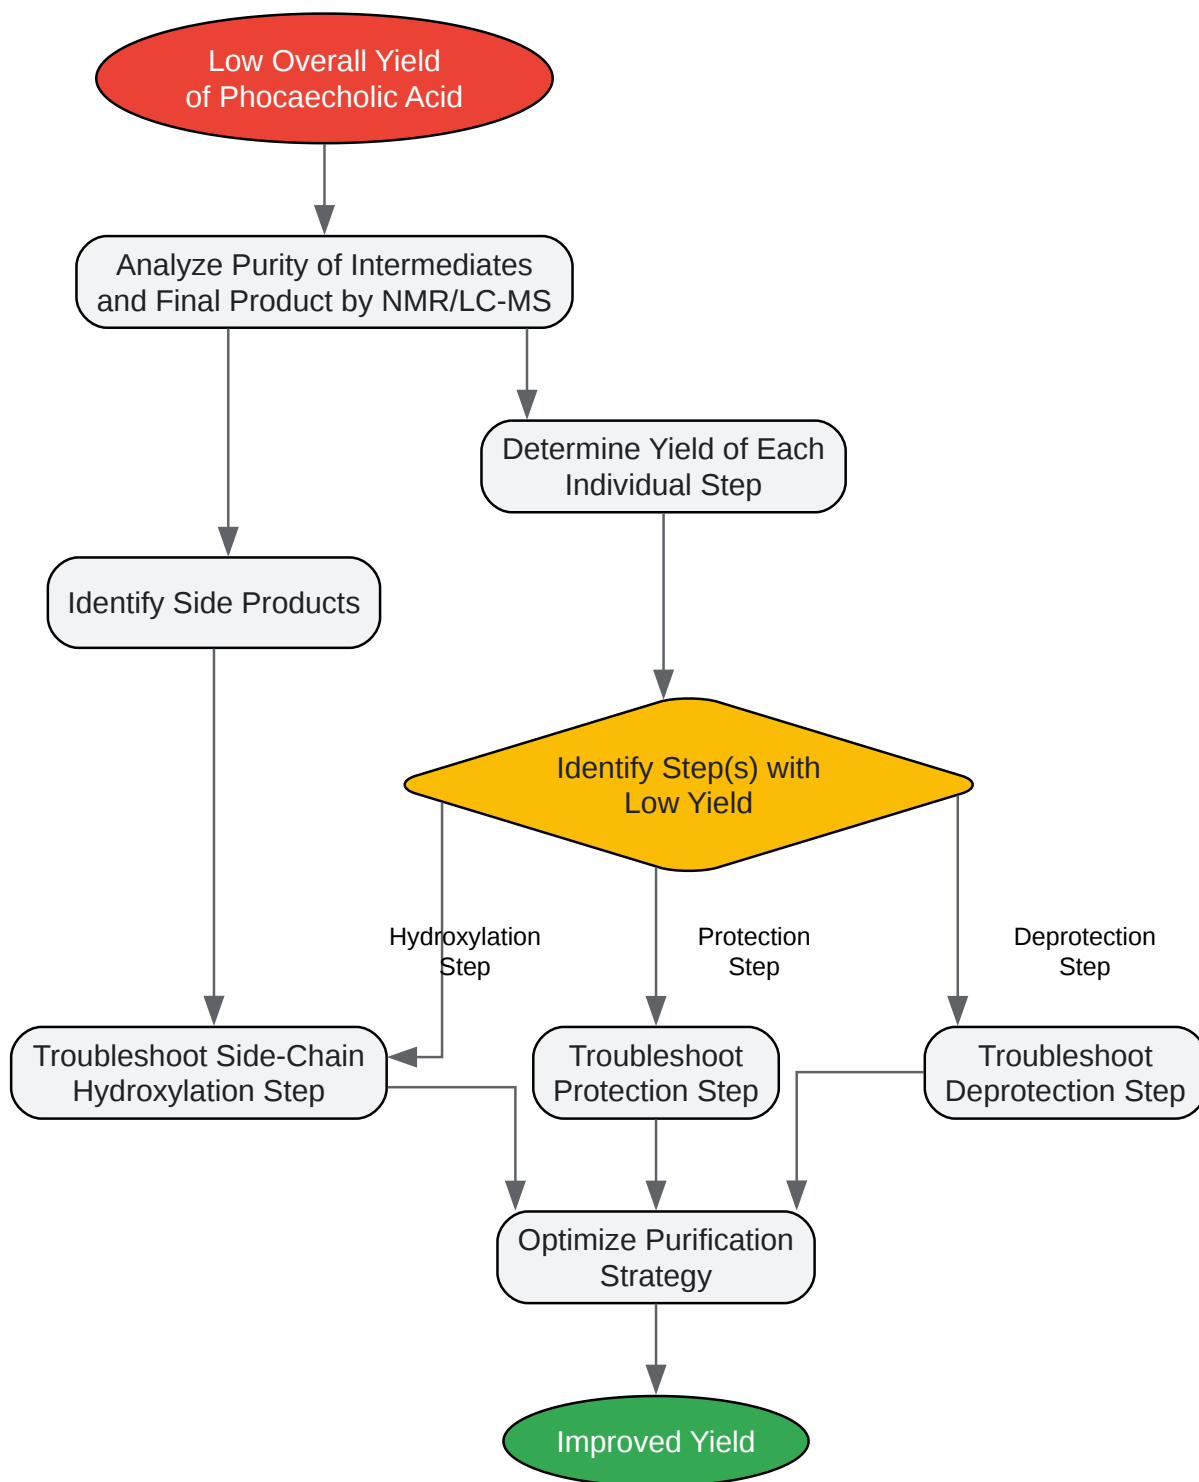 Low Overall Yield
of Phocaecholic Acid
Analyze Purity of Intermediates
and Final Product by NMR/LC-MS
Determine Yield of Each
Individual Step
Identify Side Products
Identify Step(s) with
Low Yield
Hydroxylation
Step
Protection
Step
Deprotection
Step
Troubleshoot Side-Chain
Hydroxylation Step
Troubleshoot
Protection Step
Troubleshoot
Deprotection Step
Optimize Purification
Strategy
Improved Yield